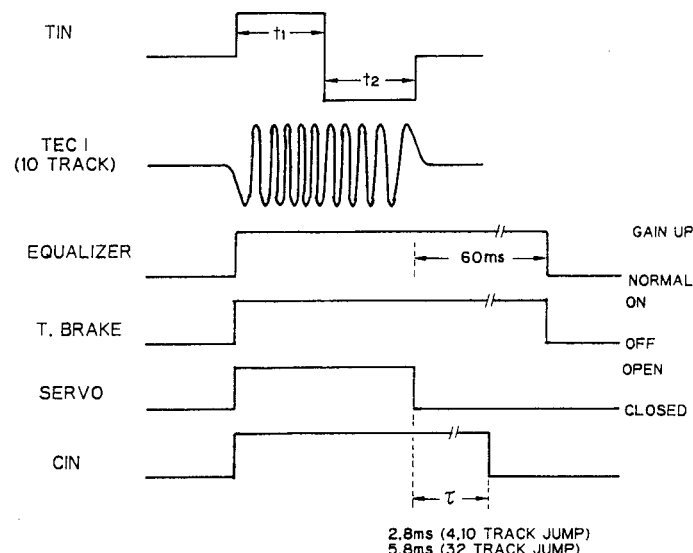 TIN
t1
t2
TEC I
(10 TRACK)
EQUALIZER
60ms
GAIN UP
NORMAL
T. BRAKE
ON
OFF
SERVO
OPEN
CLOSED
CIN
τ
2.8ms (4,10 TRACK JUMP)
5.8ms (32 TRACK JUMP)